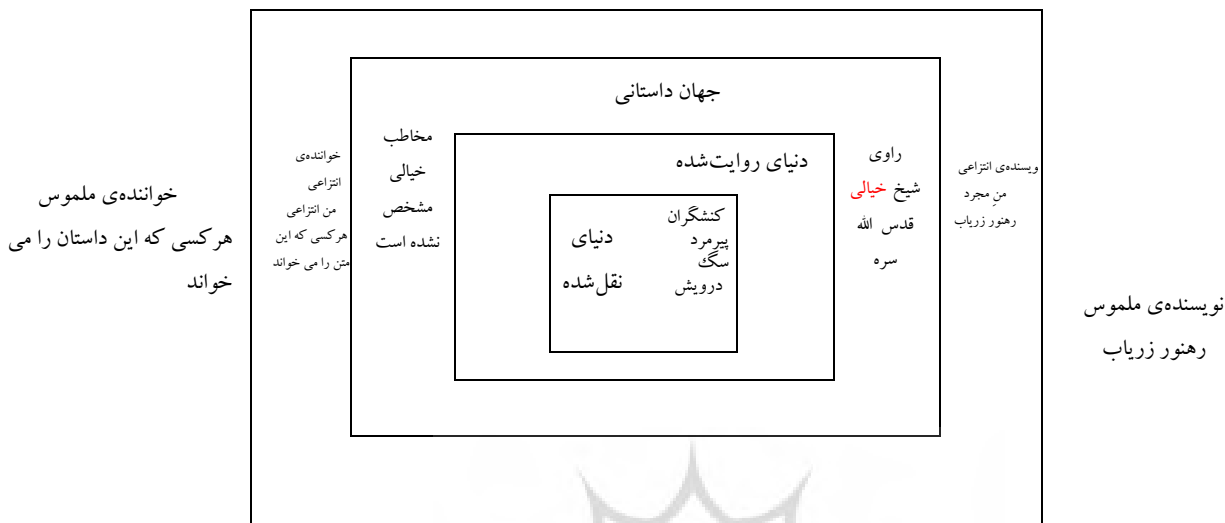 جهان داستانی
نویسنده‌ی ملموس
رهنور زریاب
ویسنده‌ی انتزاعی
منِ مجرد
رهنور زریاب
راوی
شیخ خیالی
قدس الله
سره
دنیای روایت‌شده
کنشگران
پیرمرد
سگ
درویش
دنیای
نقل‌شده
مخاطب
خیالی
مشخص
نشده است
خواننده‌ی
انتزاعی
من انتزاعی
هرکسی که این
متن را می خواند
خواننده‌ی ملموس
هرکسی که این داستان را می
خواند